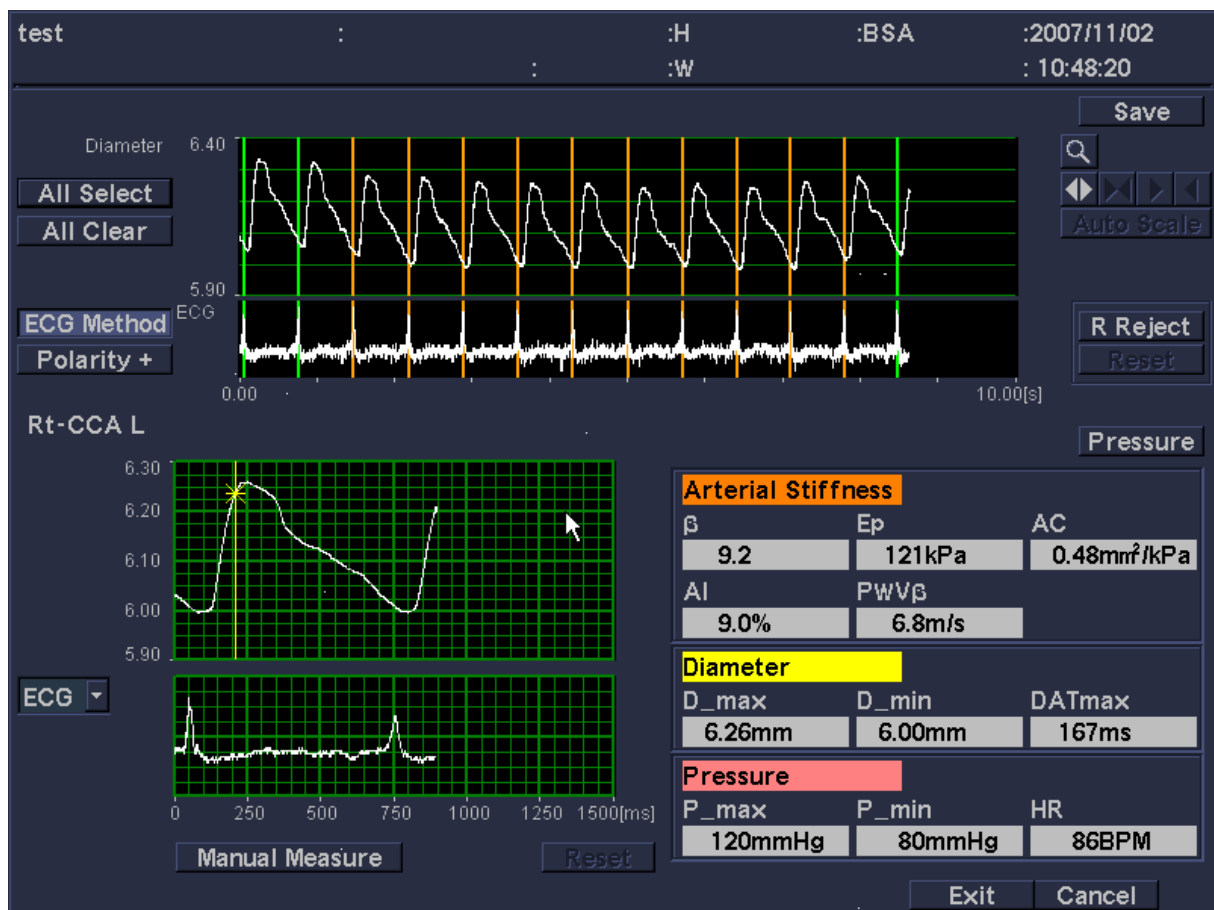 test : :H :BSA :2007/11/02
: :W : 10:48:20
Save
Diameter 6.40
All Select
All Clear
Auto Scale
5.90
ECG
ECG Method
R Reject
Polarity +
Reset
0.00 10.00[s]
Rt-CCA L
Pressure
6.30
6.20
6.10
6.00
5.90
ECG
0 250 500 750 1000 1250 1500[ms]
Manual Measure Reset
Arterial Stiffness
β Ep AC
9.2 121kPa 0.48mm²/kPa
AI PWVβ
9.0% 6.8m/s
Diameter
D_max D_min DATmax
6.26mm 6.00mm 167ms
Pressure
P_max P_min HR
120mmHg 80mmHg 86BPM
Exit Cancel